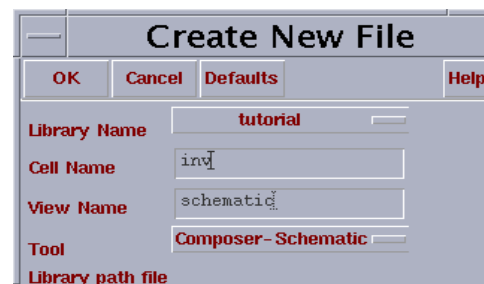 Create New File
OK Cancel Defaults Help
Library Name tutorial
Cell Name inv
View Name schematic
Tool Composer-Schematic
Library path file